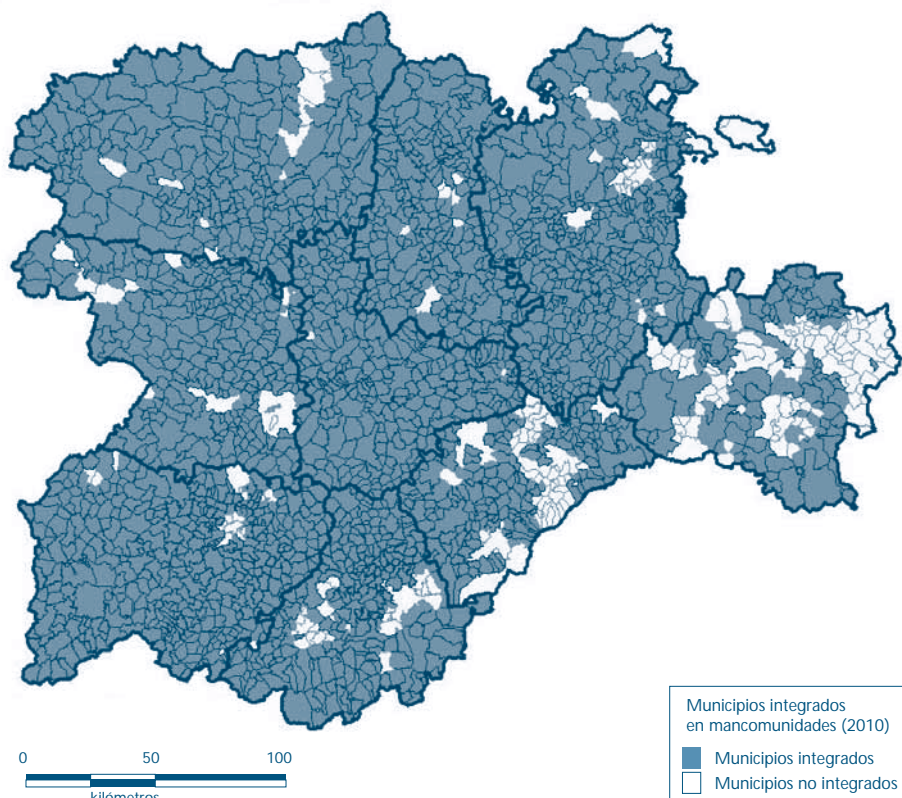 0 50 100
kilómetros
Municipios integrados
en mancomunidades (2010)
Municipios integrados
Municipios no integrados